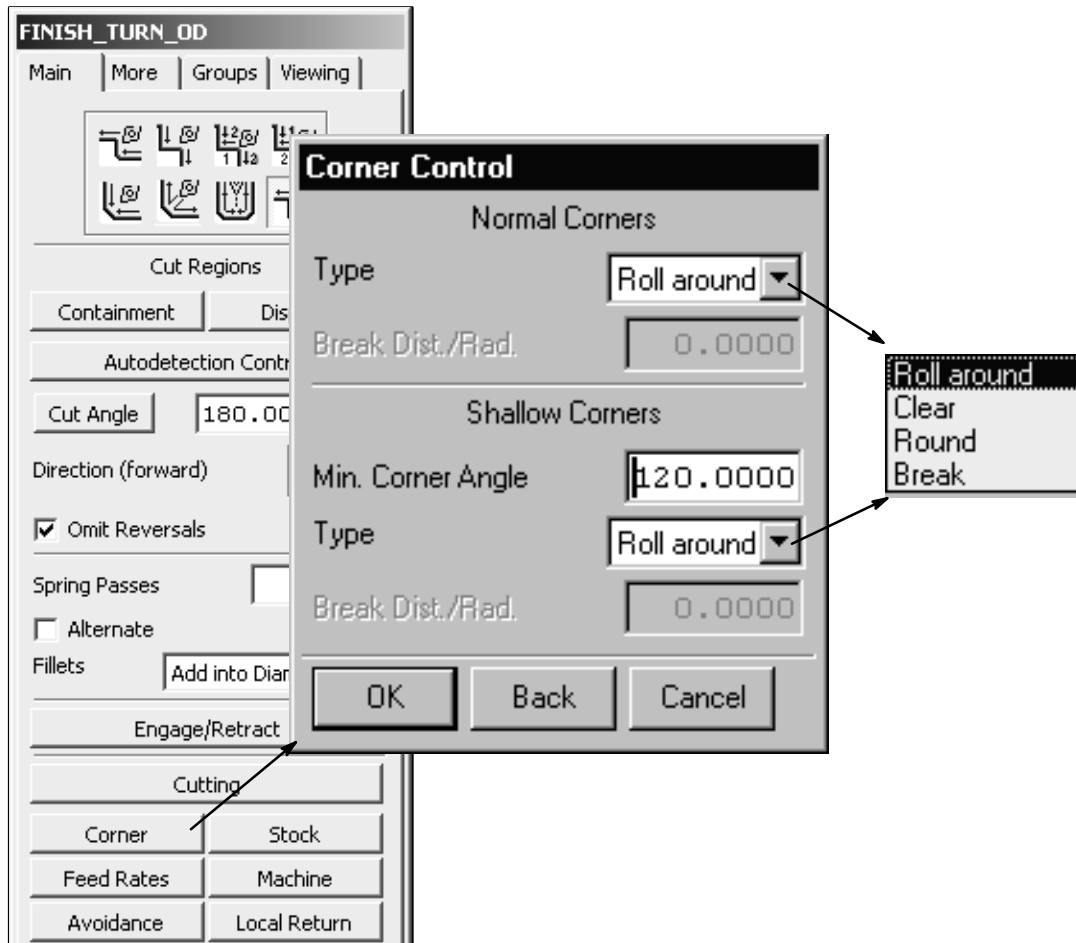 FINISH_TURN_OD
Main More Groups Viewing
Cut Regions
Containment Dis
Autodetection Contr
Cut Angle 180.00
Direction (forward)
Omit Reversals
Spring Passes
Alternate
Fillets Add into Diar
Engage/Retract
Cutting
Corner Stock
Feed Rates Machine
Avoidance Local Return
Corner Control
Normal Corners
Type Roll around
Break Dist./Rad. 0.0000
Shallow Corners
Min. Corner Angle 120.0000
Type Roll around
Break Dist./Rad. 0.0000
OK Back Cancel
Roll around
Clear
Round
Break